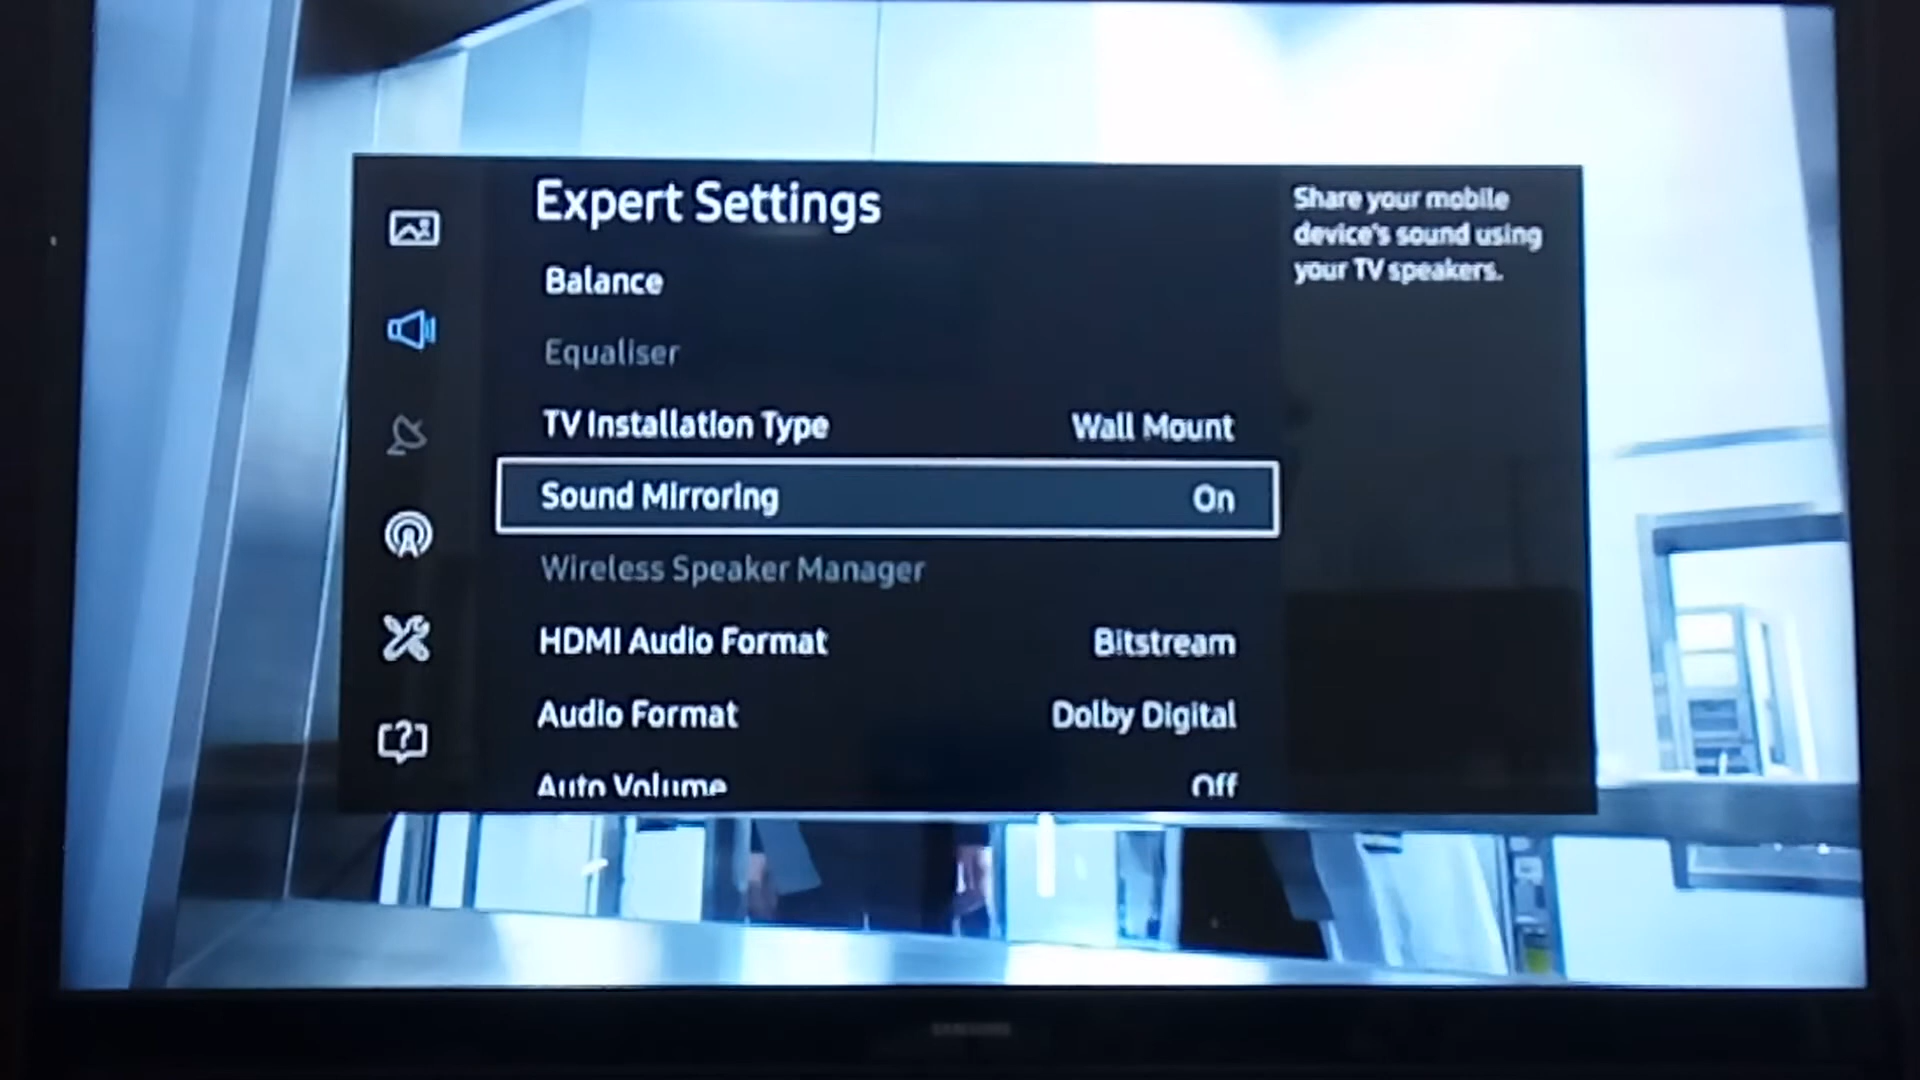 Expert Settings
Balance
Equaliser
TV Installation Type Wall Mount
Sound Mirroring On
Wireless Speaker Manager
HDMI Audio Format Bitstream
Audio Format Dolby Digital
Auto Volume Off
Share your mobile
device's sound using
your TV speakers.
SAMSUNG